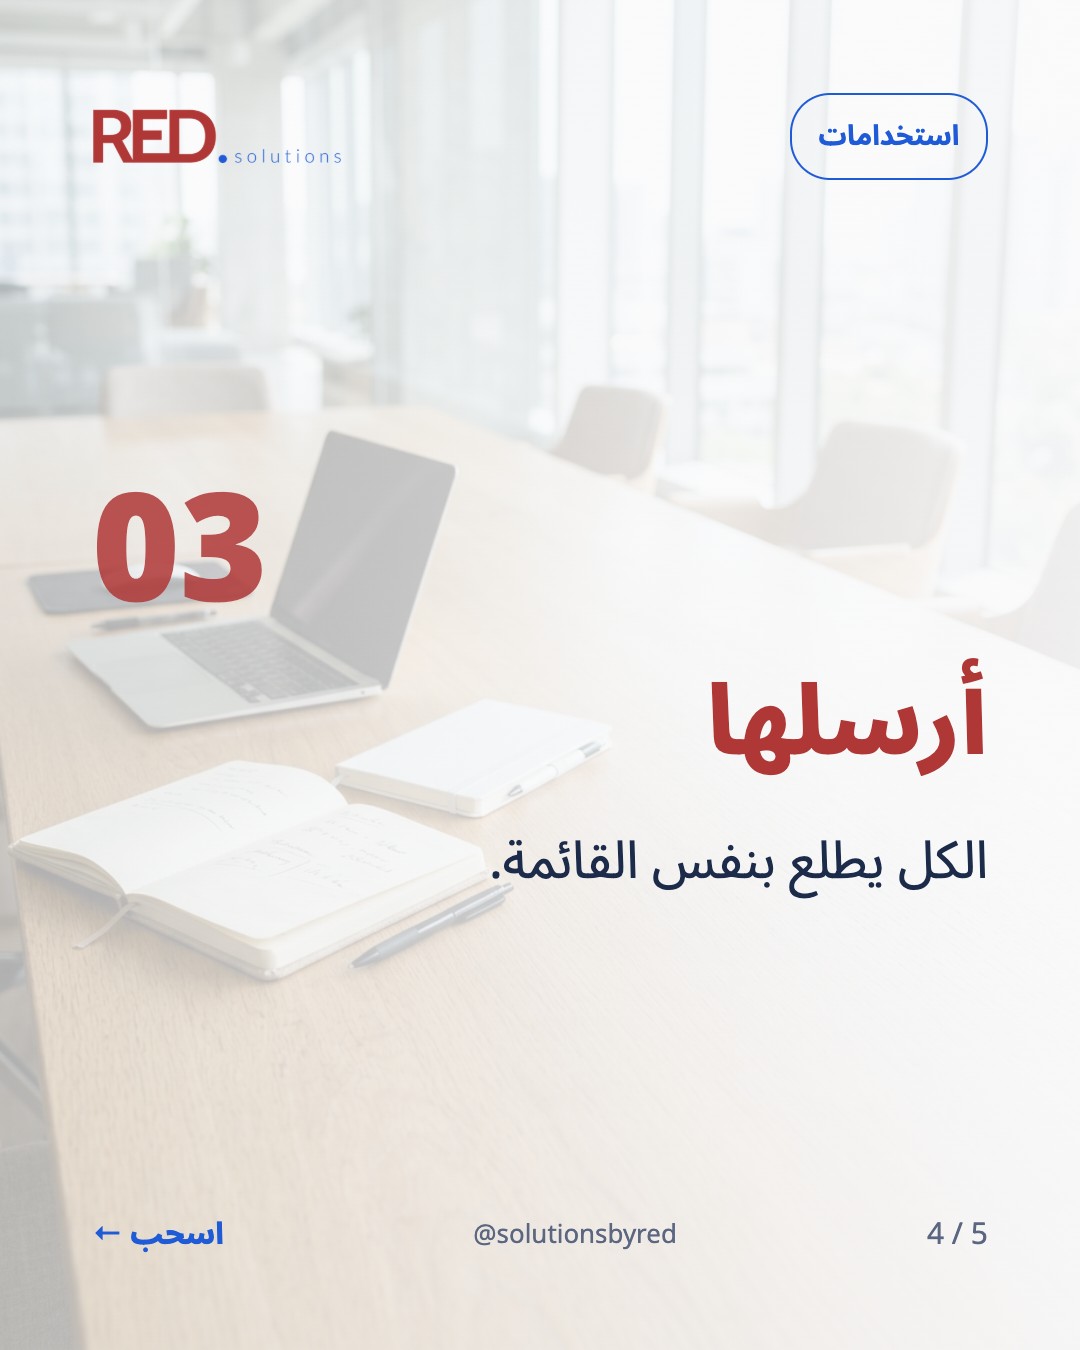 RED.solutions
استخدامات
03
أرسلها
الكل يطلع بنفس القائمة.
اسحب ←
@solutionsbyred
4 / 5